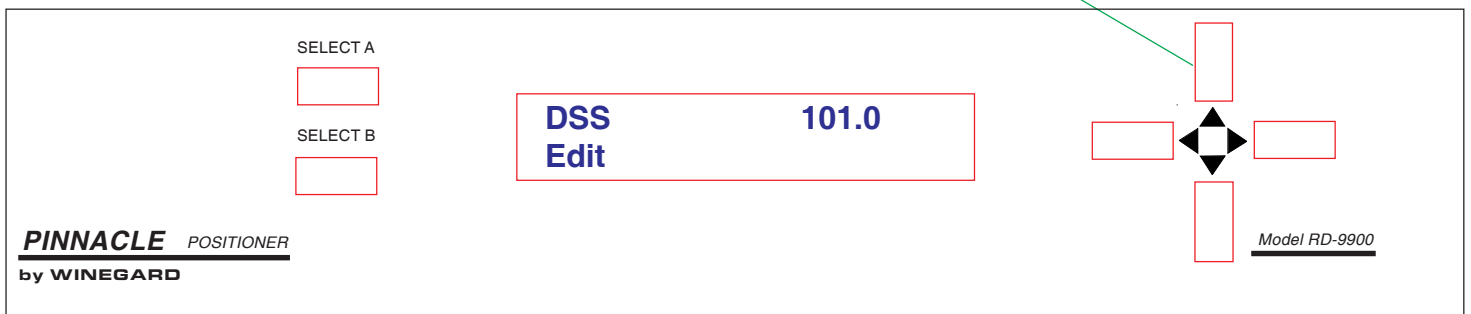 SELECT A
SELECT B
DSS 101.0
Edit
PINNACLE POSITIONER
by WINEGARD
Model RD-9900